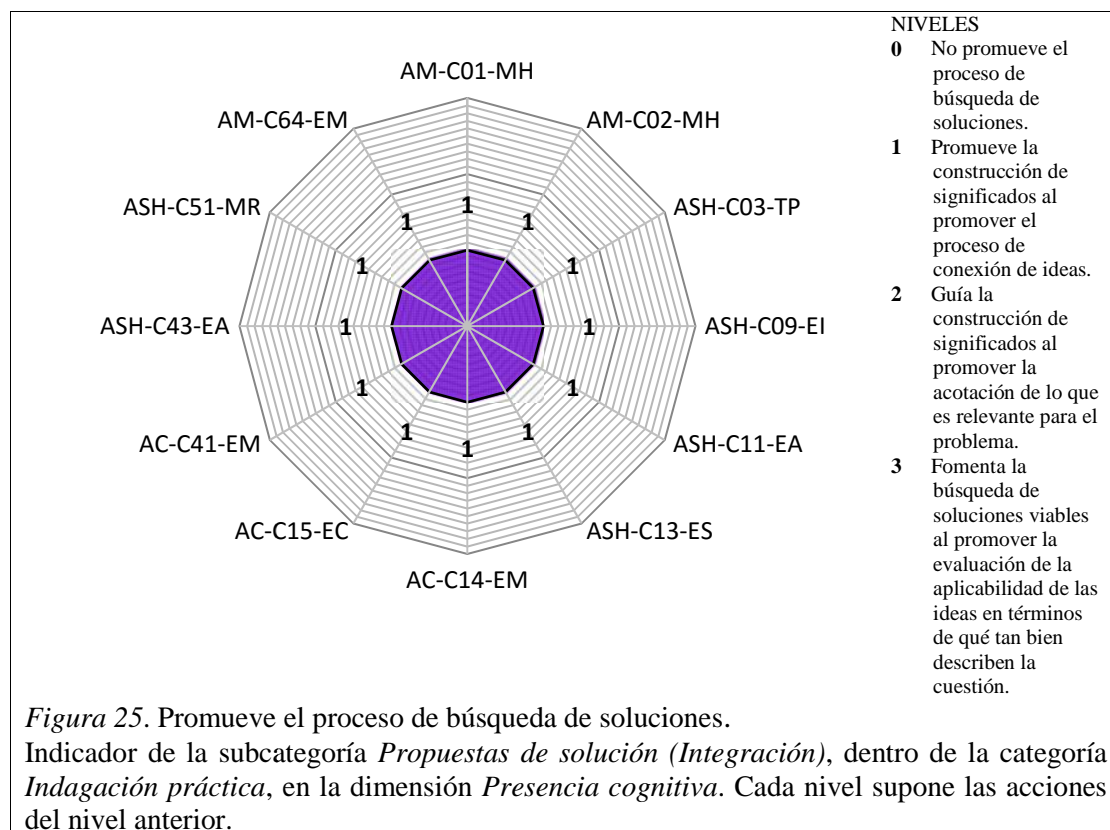 AM-C01-MH
AM-C02-MH
ASH-C03-TP
ASH-C09-EI
ASH-C11-EA
ASH-C13-ES
AC-C14-EM
AC-C15-EC
AC-C41-EM
ASH-C43-EA
ASH-C51-MR
AM-C64-EM
1
1
1
1
1
1
1
1
1
1
1
1
NIVELES
0 No promueve el
proceso de
búsqueda de
soluciones.
1 Promueve la
construcción de
significados al
promover el
proceso de
conexión de ideas.
2 Guía la
construcción de
significados al
promover la
acotación de lo que
es relevante para el
problema.
3 Fomenta la
búsqueda de
soluciones viables
al promover la
evaluación de la
aplicabilidad de las
ideas en términos
de qué tan bien
describen la
cuestión.
Figura 25. Promueve el proceso de búsqueda de soluciones.
Indicador de la subcategoría Propuestas de solución (Integración), dentro de la categoría
Indagación práctica, en la dimensión Presencia cognitiva. Cada nivel supone las acciones
del nivel anterior.